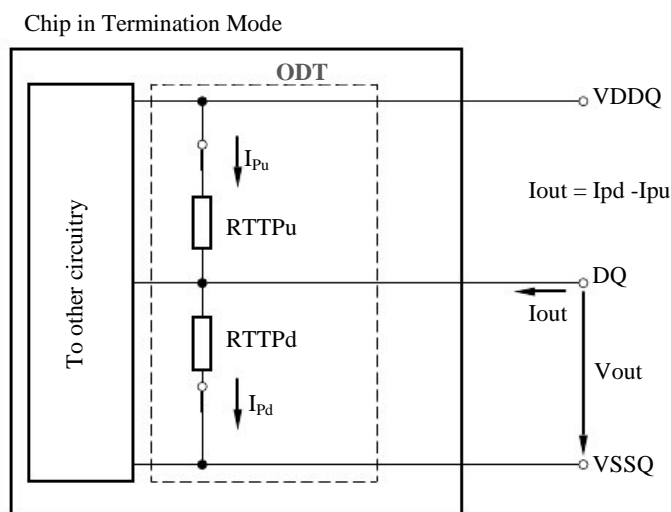 Chip in Termination Mode
ODT
VDDQ
IPu
Iout = Ipd -Ipu
RTTPu
To other circuitry
DQ
Iout
RTTPd
Vout
IPd
VSSQ